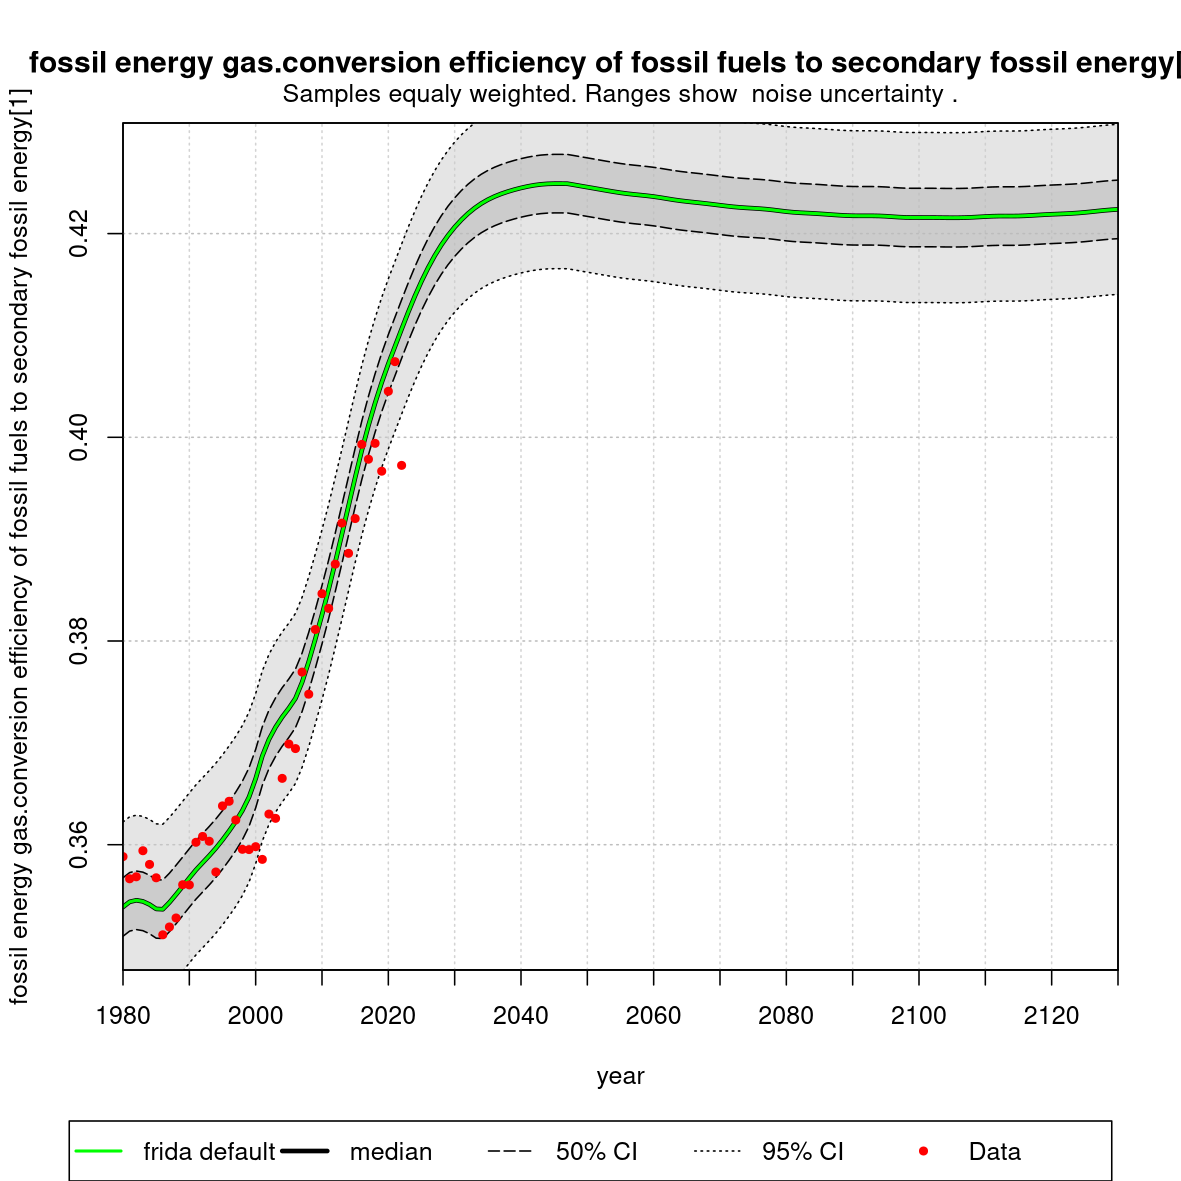 fossil energy gas.conversion efficiency of fossil fuels to secondary fossil energy[
Samples equaly weighted. Ranges show  noise uncertainty .
fossil energy gas.conversion efficiency of fossil fuels to secondary fossil energy[1]
0.42
0.40
0.38
0.36
1980 2000 2020 2040 2060 2080 2100 2120
year
frida default median 50% CI 95% CI Data